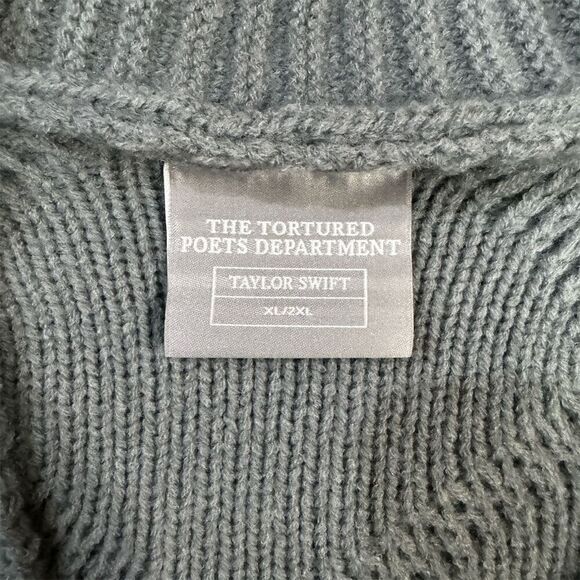 THE TORTURED
POETS DEPARTMENT
TAYLOR SWIFT
XL/2XL